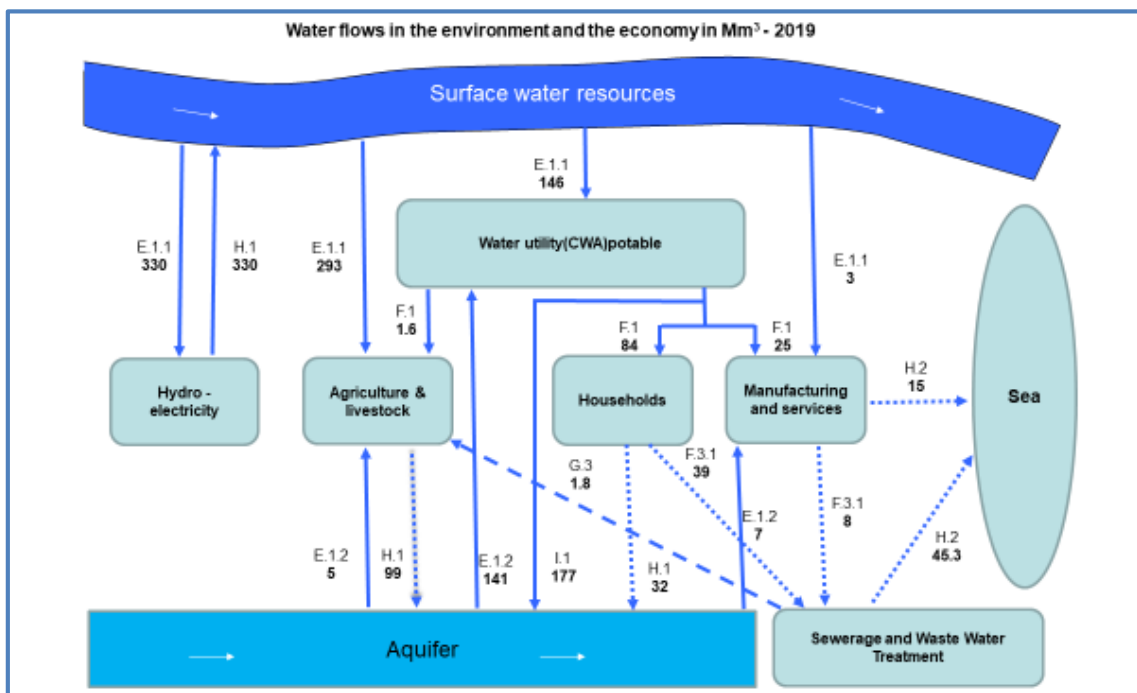 Water flows in the environment and the economy in Mm³ - 2019
Surface water resources
E.1.1
146
Water utility(CWA)potable
E.1.1
330
H.1
330
E.1.1
293
E.1.1
3
F.1
1.6
F.1
84
F.1
25
Hydro -
electricity
Agriculture &
livestock
Households
Manufacturing
and services
H.2
15
Sea
G.3
1.8
F.3.1
39
F.3.1
8
E.1.2
5
H.1
99
E.1.2
141
I.1
177
H.1
32
E.1.2
7
H.2
45.3
Aquifer
Sewerage and Waste Water
Treatment